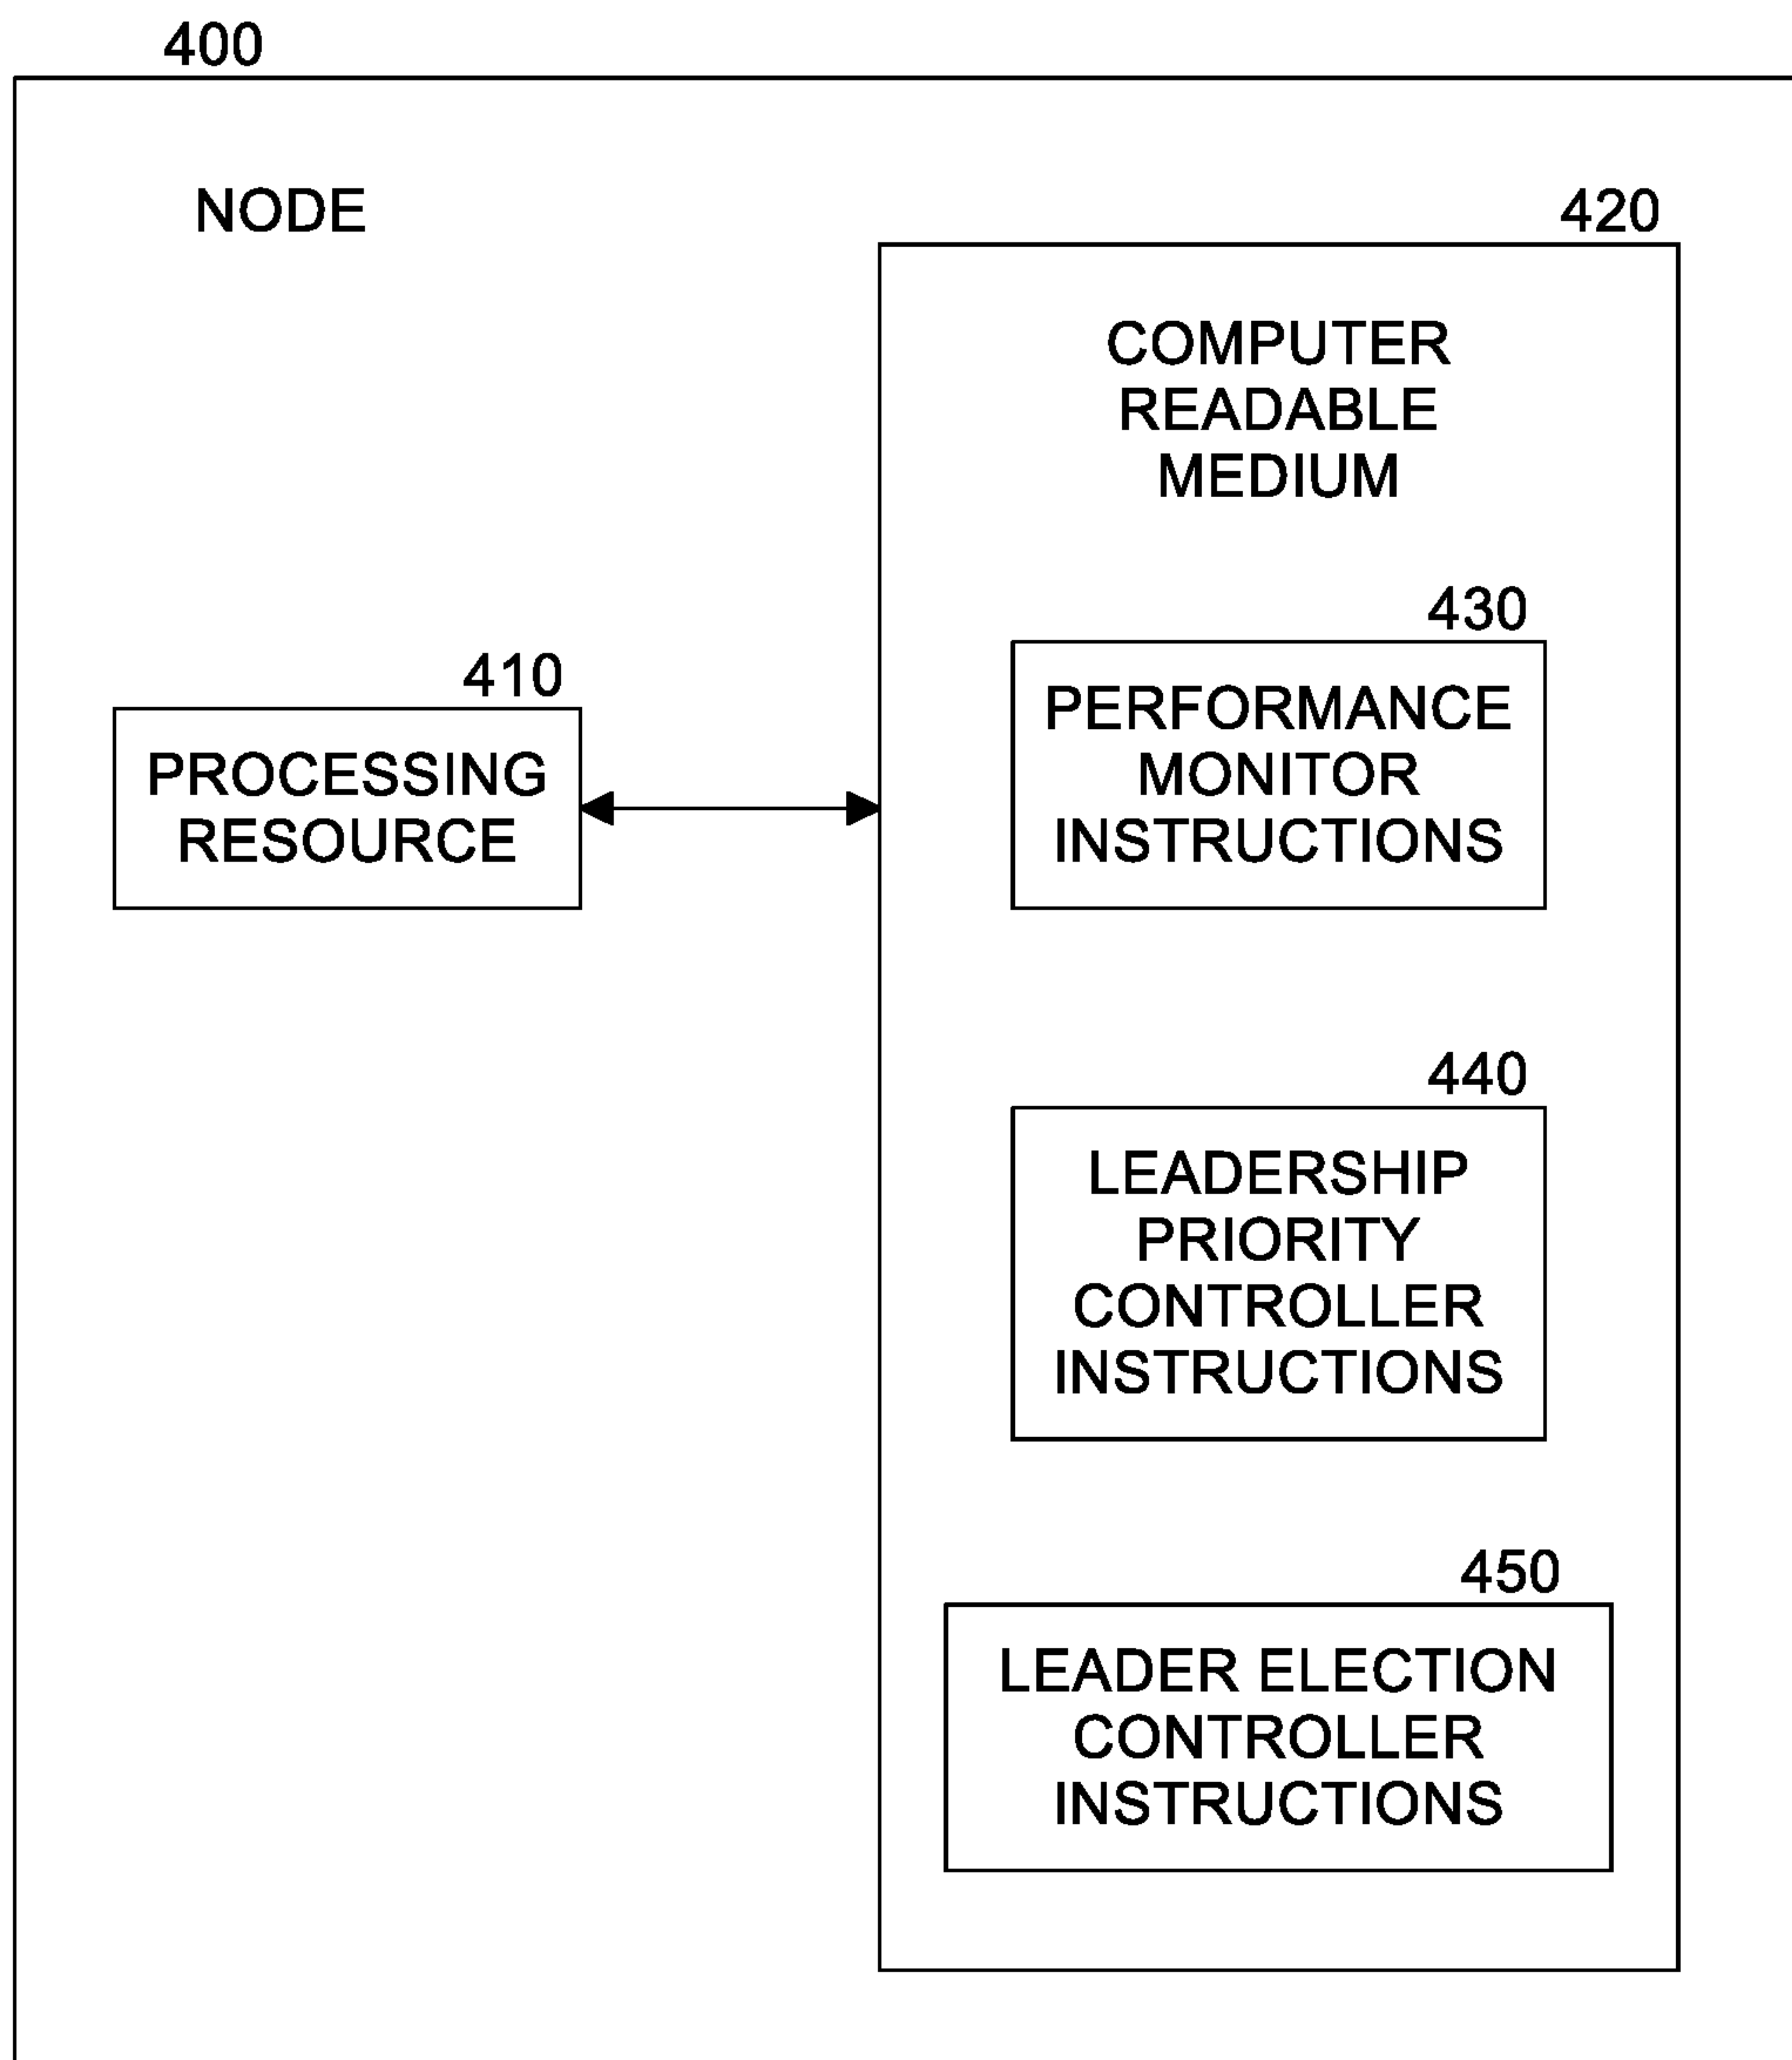 400
NODE
420
COMPUTER
READABLE
MEDIUM
430
PERFORMANCE
MONITOR
INSTRUCTIONS
410
PROCESSING
RESOURCE
440
LEADERSHIP
PRIORITY
CONTROLLER
INSTRUCTIONS
450
LEADER ELECTION
CONTROLLER
INSTRUCTIONS